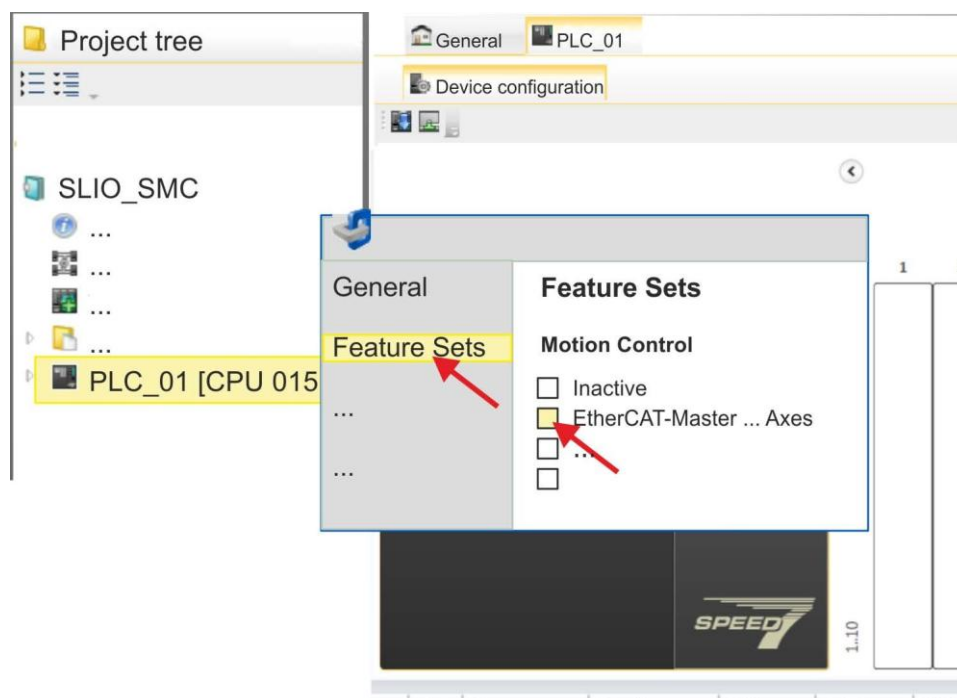 Project tree
General
PLC_01
Device configuration
SLIO_SMC
...
...
...
...
PLC_01 [CPU 015
General
Feature Sets
...
...
Feature Sets
Motion Control
Inactive
EtherCAT-Master ... Axes
...
1
SPEED7
1..10